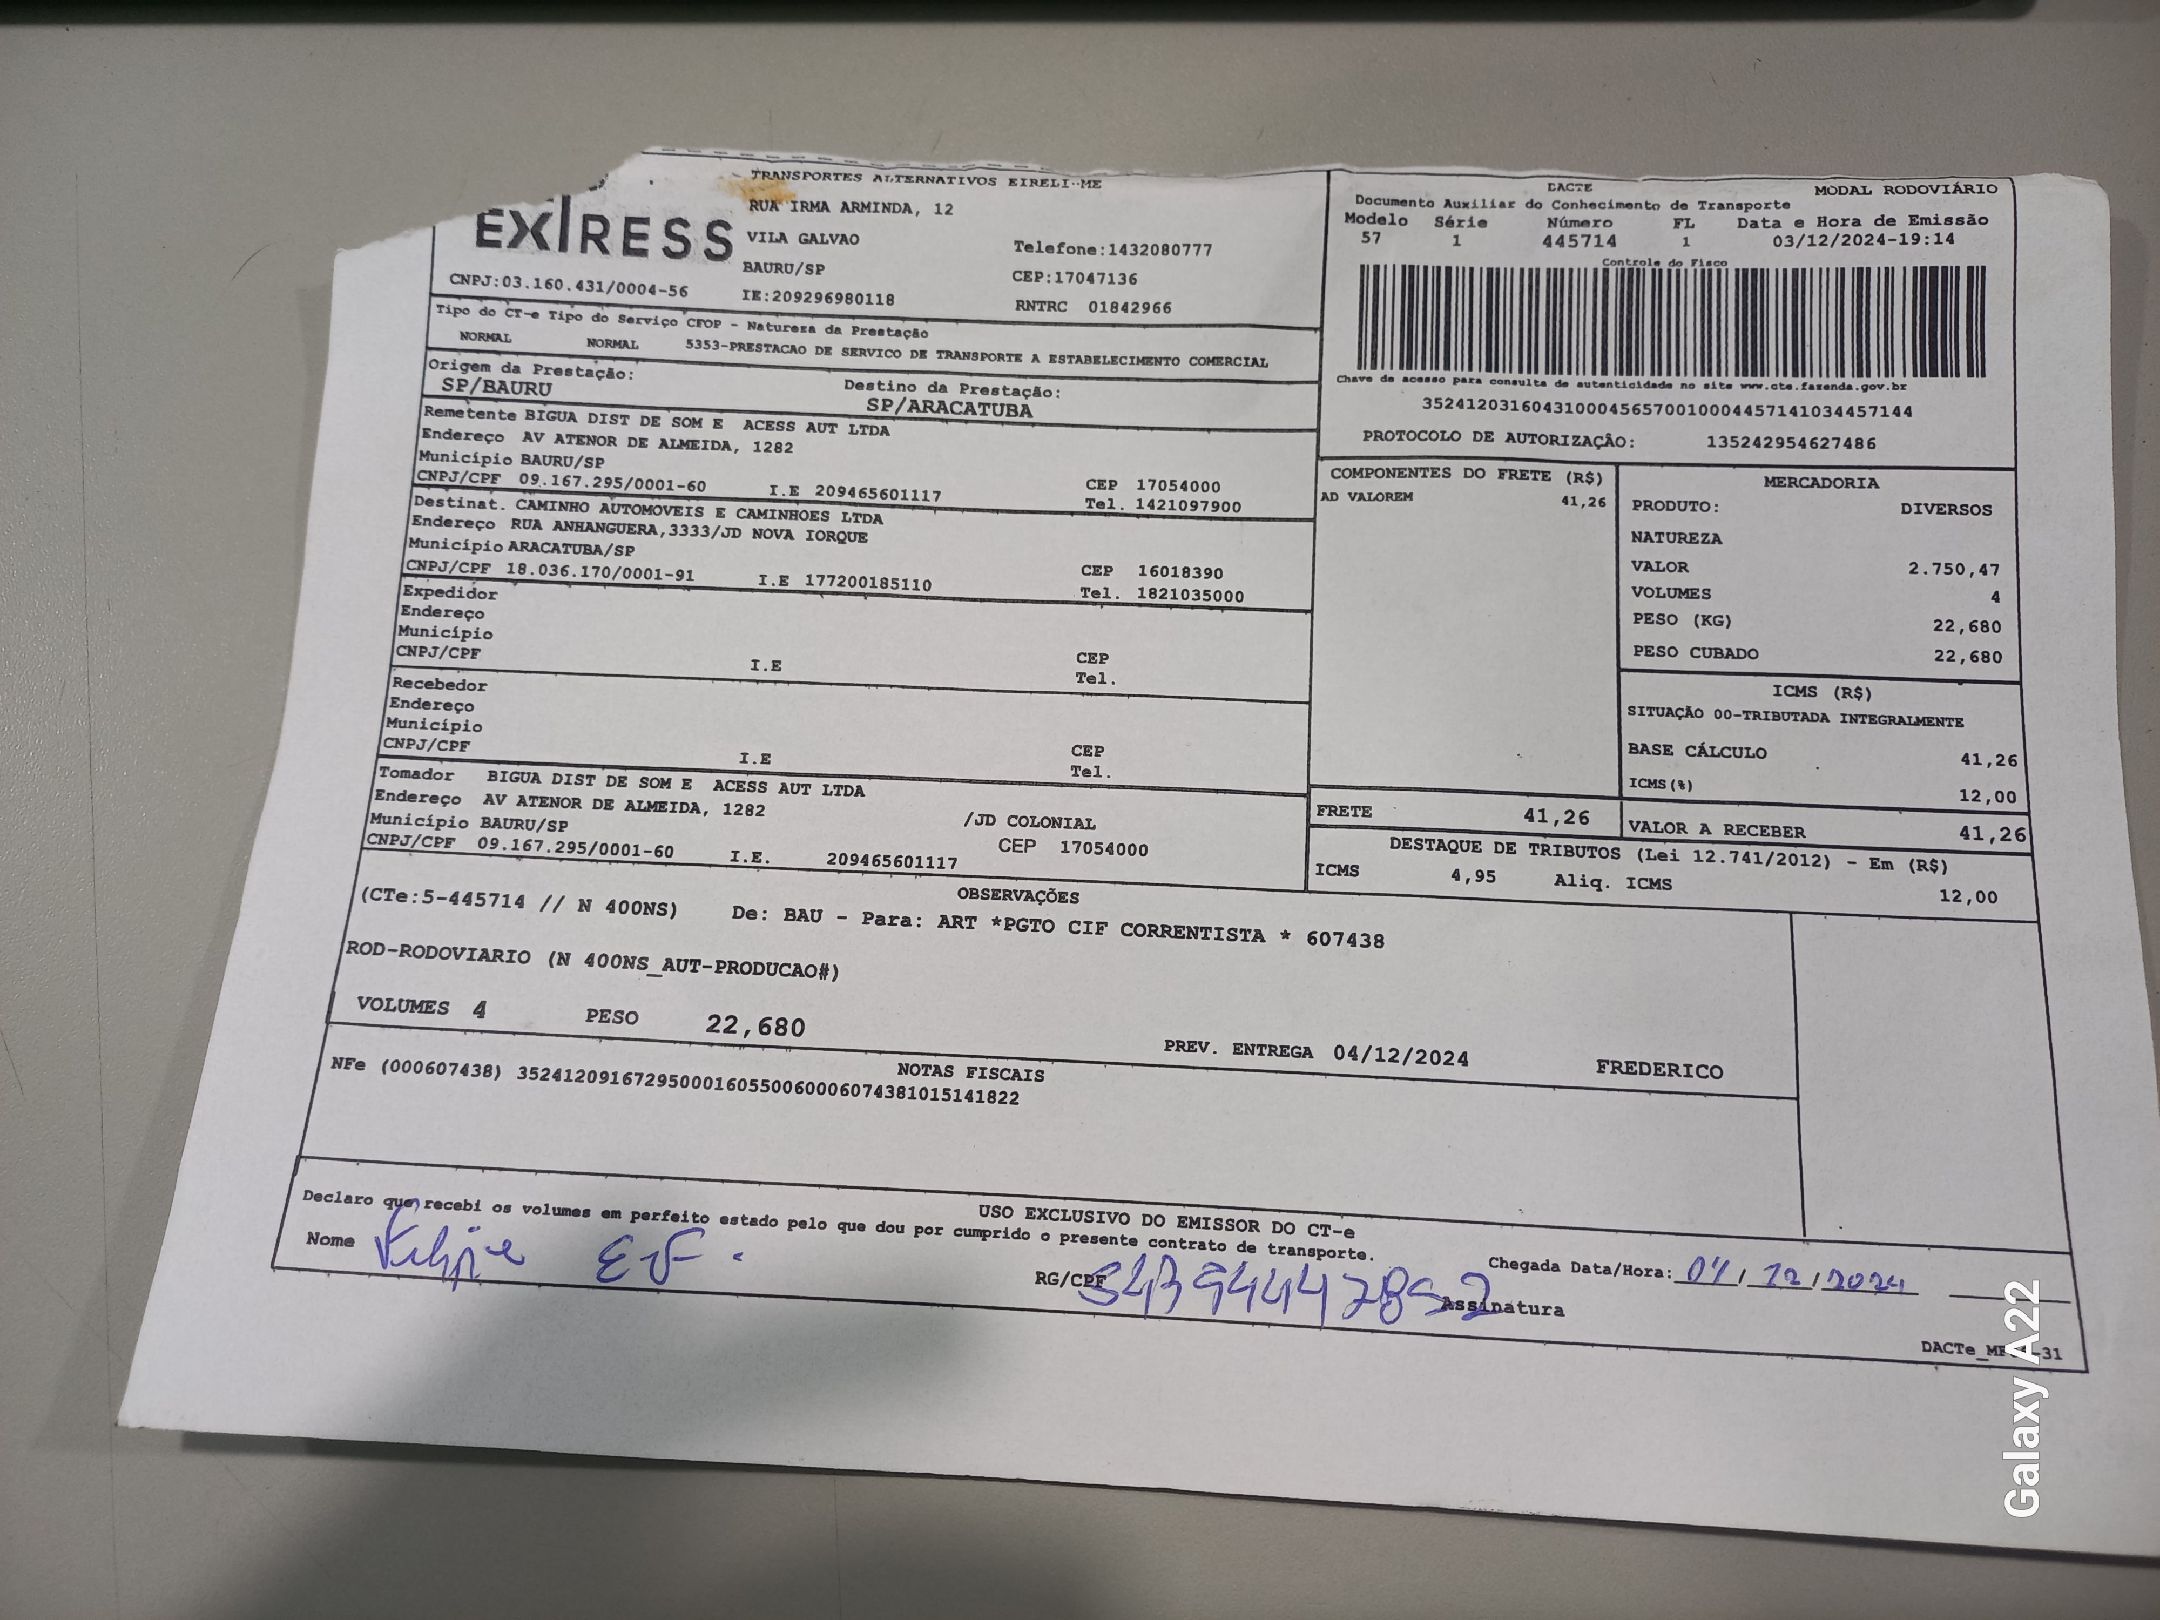 TRANSPORTES ALTERNATIVOS EIRELI-ME
RUA IRMA ARMINDA, 12
EXIRESS
VILA GALVAO Telefone:1432080777
BAURU/SP CEP:17047136
CNPJ:03.160.431/0004-56 IE:209296980118 RNTRC 01842966
DACTE MODAL RODOVIÁRIO
Documento Auxiliar do Conhecimento de Transporte
Modelo Série Número FL Data e Hora de Emissão
57 1 445714 1 03/12/2024-19:14
Controle do Fisco
Chave de acesso para consulta de autenticidade no site www.cte.fazenda.gov.br
35241203160431000456570010004457141034457144
PROTOCOLO DE AUTORIZAÇÃO: 135242954627486
Tipo do CT-e Tipo do Serviço CFOP - Natureza da Prestação
NORMAL NORMAL 5353-PRESTACAO DE SERVICO DE TRANSPORTE A ESTABELECIMENTO COMERCIAL
Origem da Prestação: Destino da Prestação:
SP/BAURU SP/ARACATUBA
Remetente BIGUA DIST DE SOM E ACESS AUT LTDA
Endereço AV ATENOR DE ALMEIDA, 1282
Município BAURU/SP CEP 17054000
CNPJ/CPF 09.167.295/0001-60 I.E 209465601117 Tel. 1421097900
Destinat. CAMINHO AUTOMOVEIS E CAMINHOES LTDA
Endereço RUA ANHANGUERA,3333/JD NOVA IORQUE
Município ARACATUBA/SP CEP 16018390
CNPJ/CPF 18.036.170/0001-91 I.E 177200185110 Tel. 1821035000
Expedidor
Endereço
Município CEP
CNPJ/CPF I.E Tel.
Recebedor
Endereço
Município CEP
CNPJ/CPF I.E Tel.
Tomador BIGUA DIST DE SOM E ACESS AUT LTDA
Endereço AV ATENOR DE ALMEIDA, 1282 /JD COLONIAL
Município BAURU/SP CEP 17054000
CNPJ/CPF 09.167.295/0001-60 I.E. 209465601117
COMPONENTES DO FRETE (R$)
AD VALOREM 41,26
MERCADORIA
PRODUTO: DIVERSOS
NATUREZA
VALOR 2.750,47
VOLUMES 4
PESO (KG) 22,680
PESO CUBADO 22,680
ICMS (R$)
SITUAÇÃO 00-TRIBUTADA INTEGRALMENTE
BASE CÁLCULO 41,26
ICMS(%) 12,00
FRETE 41,26 VALOR A RECEBER 41,26
DESTAQUE DE TRIBUTOS (Lei 12.741/2012) - Em (R$)
ICMS 4,95 Aliq. ICMS 12,00
OBSERVAÇÕES
(CTe:5-445714 // N 400NS) De: BAU - Para: ART *PGTO CIF CORRENTISTA * 607438
ROD-RODOVIARIO (N 400NS_AUT-PRODUCAO#)
VOLUMES 4 PESO 22,680 PREV. ENTREGA 04/12/2024 FREDERICO
NOTAS FISCAIS
NFe (000607438) 35241209167295000160550060006074381015141822
USO EXCLUSIVO DO EMISSOR DO CT-e
Declaro que recebi os volumes em perfeito estado pelo que dou por cumprido o presente contrato de transporte.
Nome Felipe RG/CPF Assinatura Chegada Data/Hora: 04/12/2024
Galaxy A22